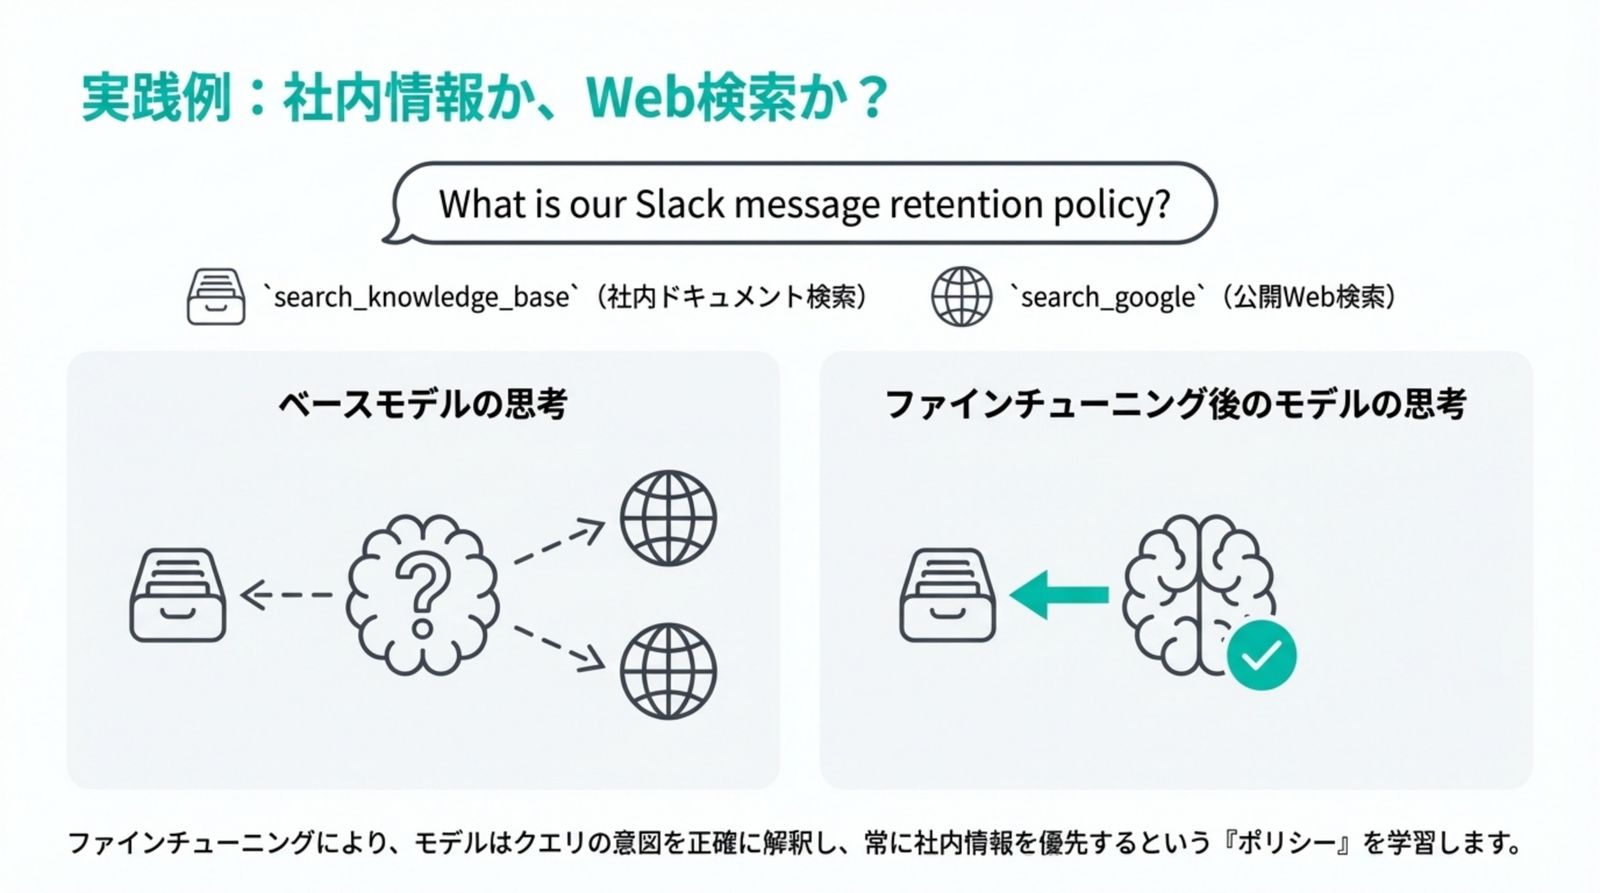 実践例：社内情報か、Web検索か？
What is our Slack message retention policy?
`search_knowledge_base`（社内ドキュメント検索）
`search_google`（公開Web検索）
ベースモデルの思考
ファインチューニング後のモデルの思考
ファインチューニングにより、モデルはクエリの意図を正確に解釈し、常に社内情報を優先するという『ポリシー』を学習します。